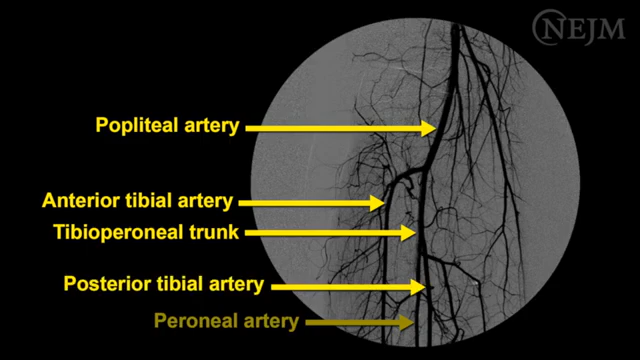 NEJM
Popliteal artery
Anterior tibial artery
Tibioperoneal trunk
Posterior tibial artery
Peroneal artery